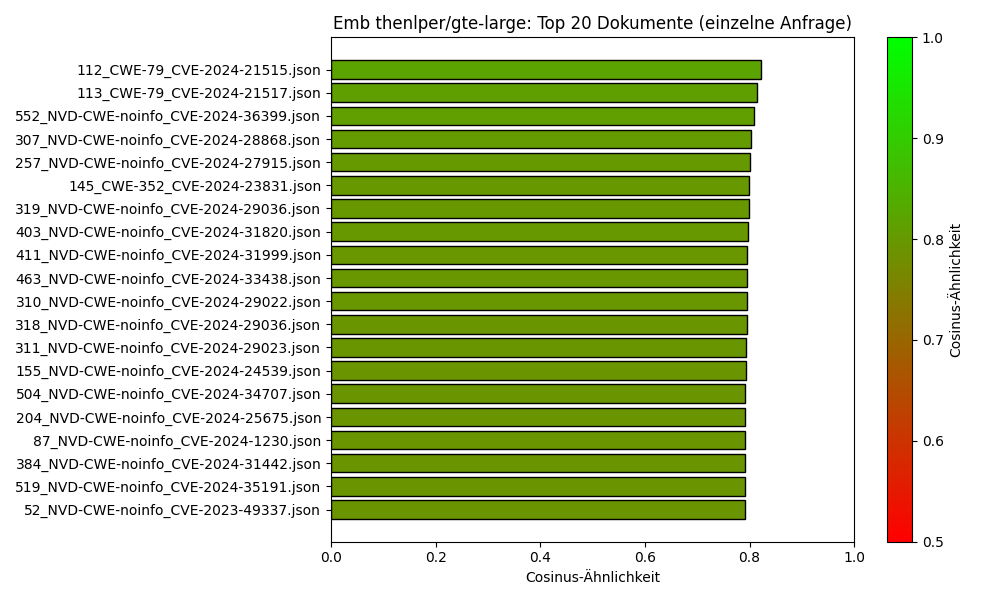 Emb thenlper/gte-large: Top 20 Dokumente (einzelne Anfrage)
112_CWE-79_CVE-2024-21515.json
113_CWE-79_CVE-2024-21517.json
552_NVD-CWE-noinfo_CVE-2024-36399.json
307_NVD-CWE-noinfo_CVE-2024-28868.json
257_NVD-CWE-noinfo_CVE-2024-27915.json
145_CWE-352_CVE-2024-23831.json
319_NVD-CWE-noinfo_CVE-2024-29036.json
403_NVD-CWE-noinfo_CVE-2024-31820.json
411_NVD-CWE-noinfo_CVE-2024-31999.json
463_NVD-CWE-noinfo_CVE-2024-33438.json
310_NVD-CWE-noinfo_CVE-2024-29022.json
318_NVD-CWE-noinfo_CVE-2024-29036.json
311_NVD-CWE-noinfo_CVE-2024-29023.json
155_NVD-CWE-noinfo_CVE-2024-24539.json
504_NVD-CWE-noinfo_CVE-2024-34707.json
204_NVD-CWE-noinfo_CVE-2024-25675.json
87_NVD-CWE-noinfo_CVE-2024-1230.json
384_NVD-CWE-noinfo_CVE-2024-31442.json
519_NVD-CWE-noinfo_CVE-2024-35191.json
52_NVD-CWE-noinfo_CVE-2023-49337.json
0.0 0.2 0.4 0.6 0.8 1.0
Cosinus-Ähnlichkeit
1.0
0.9
0.8
0.7
0.6
0.5
Cosinus-Ähnlichkeit